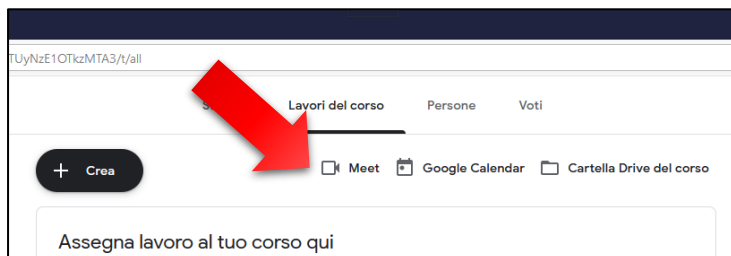 TUyNzE1OTkzMTA3/t/all
Lavori del corso Persone Voti
+ Crea Meet Google Calendar Cartella Drive del corso
Assegna lavoro al tuo corso qui